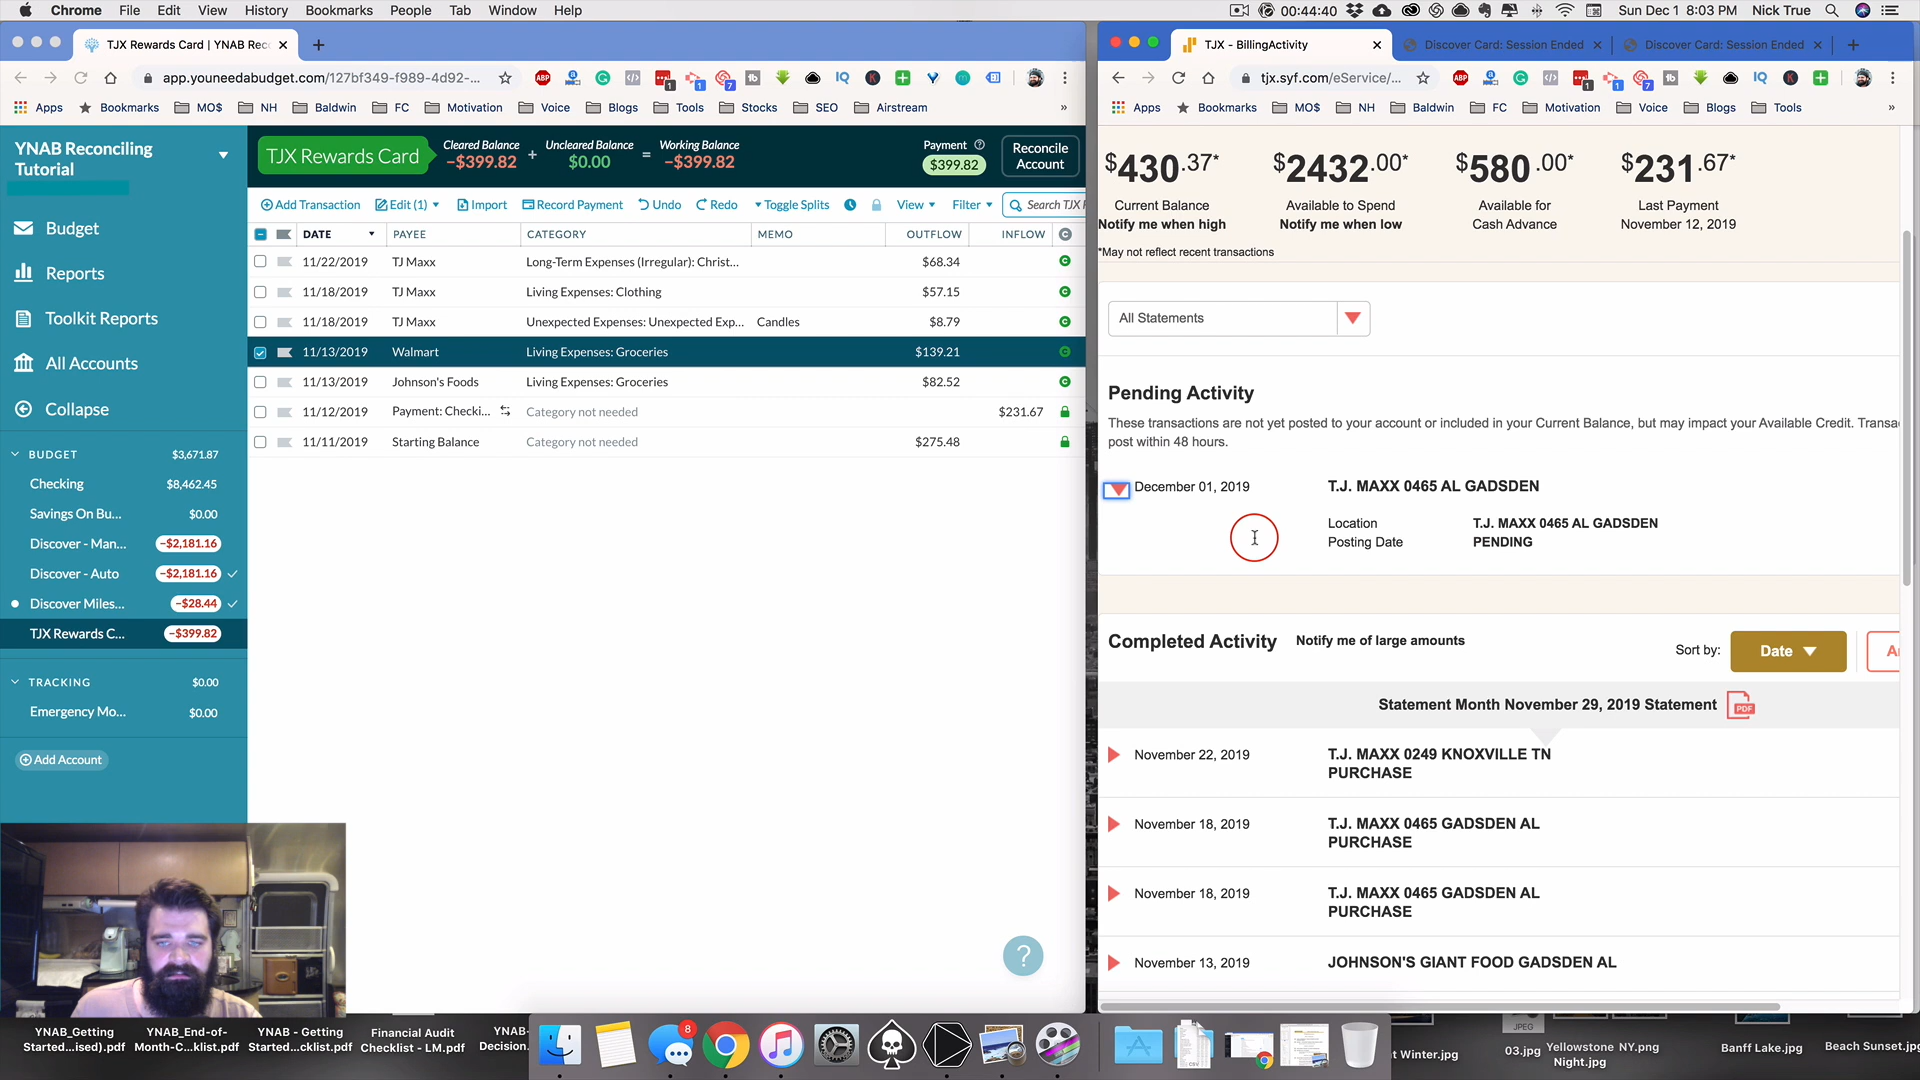 Chrome File Edit View History Bookmarks People Tab Window Help
00:44:40 Sun Dec 1 8:03 PM Nick True
TJX Rewards Card | YNAB Rec
app.youneedabudget.com/127bf349-f989-4d92-...
Apps Bookmarks MO$ NH Baldwin FC Motivation Voice Blogs Tools Stocks SEO Airstream »
YNAB Reconciling
Tutorial
Budget
Reports
Toolkit Reports
All Accounts
Collapse
BUDGET $3,671.87
Checking $8,462.45
Savings On Bu... $0.00
Discover - Man... -$2,181.16
Discover - Auto -$2,181.16
Discover Miles... -$28.44
TJX Rewards C... -$399.82
TRACKING $0.00
Emergency Mo... $0.00
Add Account
TJX Rewards Card
Cleared Balance
-$399.82
+
Uncleared Balance
$0.00
=
Working Balance
-$399.82
Payment
$399.82
Reconcile
Account
Add Transaction Edit (1) Import Record Payment Undo Redo Toggle Splits View Filter Search TJX
DATE PAYEE CATEGORY MEMO OUTFLOW INFLOW C
11/22/2019 TJ Maxx Long-Term Expenses (Irregular): Christ... $68.34
11/18/2019 TJ Maxx Living Expenses: Clothing $57.15
11/18/2019 TJ Maxx Unexpected Expenses: Unexpected Exp... Candles $8.79
11/13/2019 Walmart Living Expenses: Groceries $139.21
11/13/2019 Johnson's Foods Living Expenses: Groceries $82.52
11/12/2019 Payment: Checki... Category not needed $231.67
11/11/2019 Starting Balance Category not needed $275.48
?
TJX - BillingActivity
Discover Card: Session Ended
Discover Card: Session Ended
tjx.syf.com/eService/...
Apps Bookmarks MO$ NH Baldwin FC Motivation Voice Blogs Tools »
$430.37* $2432.00* $580.00* $231.67*
Current Balance Available to Spend Available for Last Payment
Notify me when high Notify me when low Cash Advance November 12, 2019
*May not reflect recent transactions
All Statements
Pending Activity
These transactions are not yet posted to your account or included in your Current Balance, but may impact your Available Credit. Transa
post within 48 hours.
December 01, 2019 T.J. MAXX 0465 AL GADSDEN
Location T.J. MAXX 0465 AL GADSDEN
Posting Date PENDING
Completed Activity Notify me of large amounts Sort by: Date
Statement Month November 29, 2019 Statement PDF
November 22, 2019 T.J. MAXX 0249 KNOXVILLE TN
PURCHASE
November 18, 2019 T.J. MAXX 0465 GADSDEN AL
PURCHASE
November 18, 2019 T.J. MAXX 0465 GADSDEN AL
PURCHASE
November 13, 2019 JOHNSON'S GIANT FOOD GADSDEN AL
YNAB_Getting
Started...ised).pdf
YNAB_End-of-
Month-C...klist.pdf
YNAB - Getting
Started...cklist.pdf
Financial Audit
Checklist - LM.pdf
YNAB-
Decision.
8
JPEG
t Winter.jpg
03.jpg
Yellowstone
Night.jpg
NY.png
Banff Lake.jpg
Beach Sunset.jpg